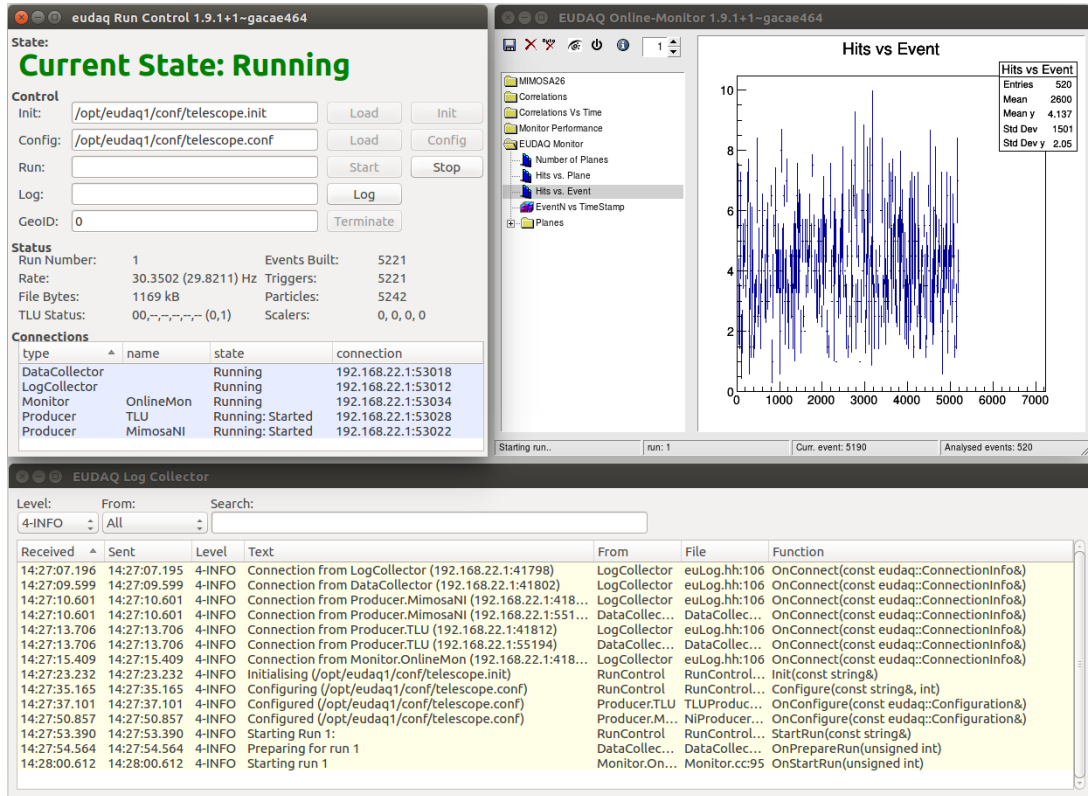 eudaq Run Control 1.9.1+1~gacae464
State:
Current State: Running
Control
Init: /opt/eudaq1/conf/telescope.init Load Init
Config: /opt/eudaq1/conf/telescope.conf Load Config
Run: Start Stop
Log: Log
GeoID: 0 Terminate
Status
Run Number: 1 Events Built: 5221
Rate: 30.3502 (29.8211) Hz Triggers: 5221
File Bytes: 1169 kB Particles: 5242
TLU Status: 00,--,--,--,--,-- (0,1) Scalers: 0, 0, 0, 0
Connections
type name state connection
DataCollector Running 192.168.22.1:53018
LogCollector Running 192.168.22.1:53012
Monitor OnlineMon Running 192.168.22.1:53034
Producer TLU Running: Started 192.168.22.1:53028
Producer MimosaNI Running: Started 192.168.22.1:53022
EUDAQ Online-Monitor 1.9.1+1~gacae464
1
MIMOSA26
Correlations
Correlations Vs Time
Monitor Performance
EUDAQ Monitor
Number of Planes
Hits vs. Plane
Hits vs. Event
EventN vs TimeStamp
Planes
Hits vs Event
Hits vs Event
Entries 520
Mean 2600
Mean y 4.137
Std Dev 1501
Std Dev y 2.05
10
8
6
4
2
0
0 1000 2000 3000 4000 5000 6000 7000
Starting run.. run: 1 Curr. event: 5190 Analysed events: 520
EUDAQ Log Collector
Level: From: Search:
4-INFO All
Received Sent Level Text From File Function
14:27:07.196 14:27:07.195 4-INFO Connection from LogCollector (192.168.22.1:41798) LogCollector euLog.hh:106 OnConnect(const eudaq::ConnectionInfo&)
14:27:09.599 14:27:09.599 4-INFO Connection from DataCollector (192.168.22.1:41802) LogCollector euLog.hh:106 OnConnect(const eudaq::ConnectionInfo&)
14:27:10.601 14:27:10.601 4-INFO Connection from Producer.MimosaNI (192.168.22.1:418... LogCollector euLog.hh:106 OnConnect(const eudaq::ConnectionInfo&)
14:27:10.601 14:27:10.601 4-INFO Connection from Producer.MimosaNI (192.168.22.1:551... DataCollec... DataCollec... OnConnect(const eudaq::ConnectionInfo&)
14:27:13.706 14:27:13.706 4-INFO Connection from Producer.TLU (192.168.22.1:41812) LogCollector euLog.hh:106 OnConnect(const eudaq::ConnectionInfo&)
14:27:13.706 14:27:13.706 4-INFO Connection from Producer.TLU (192.168.22.1:55194) DataCollec... DataCollec... OnConnect(const eudaq::ConnectionInfo&)
14:27:15.409 14:27:15.409 4-INFO Connection from Monitor.OnlineMon (192.168.22.1:418... LogCollector euLog.hh:106 OnConnect(const eudaq::ConnectionInfo&)
14:27:23.232 14:27:23.232 4-INFO Initialising (/opt/eudaq1/conf/telescope.init) RunControl RunControl... Init(const string&)
14:27:35.165 14:27:35.165 4-INFO Configuring (/opt/eudaq1/conf/telescope.conf) RunControl RunControl... Configure(const string&, int)
14:27:37.101 14:27:37.101 4-INFO Configured (/opt/eudaq1/conf/telescope.conf) Producer.TLU TLUProduc... OnConfigure(const eudaq::Configuration&)
14:27:50.857 14:27:50.857 4-INFO Configured (/opt/eudaq1/conf/telescope.conf) Producer.M... NiProducer... OnConfigure(const eudaq::Configuration&)
14:27:53.390 14:27:53.390 4-INFO Starting Run 1: RunControl RunControl... StartRun(const string&)
14:27:54.564 14:27:54.564 4-INFO Preparing for run 1 DataCollec... DataCollec... OnPrepareRun(unsigned int)
14:28:00.612 14:28:00.612 4-INFO Starting run 1 Monitor.On... Monitor.cc:95 OnStartRun(unsigned int)